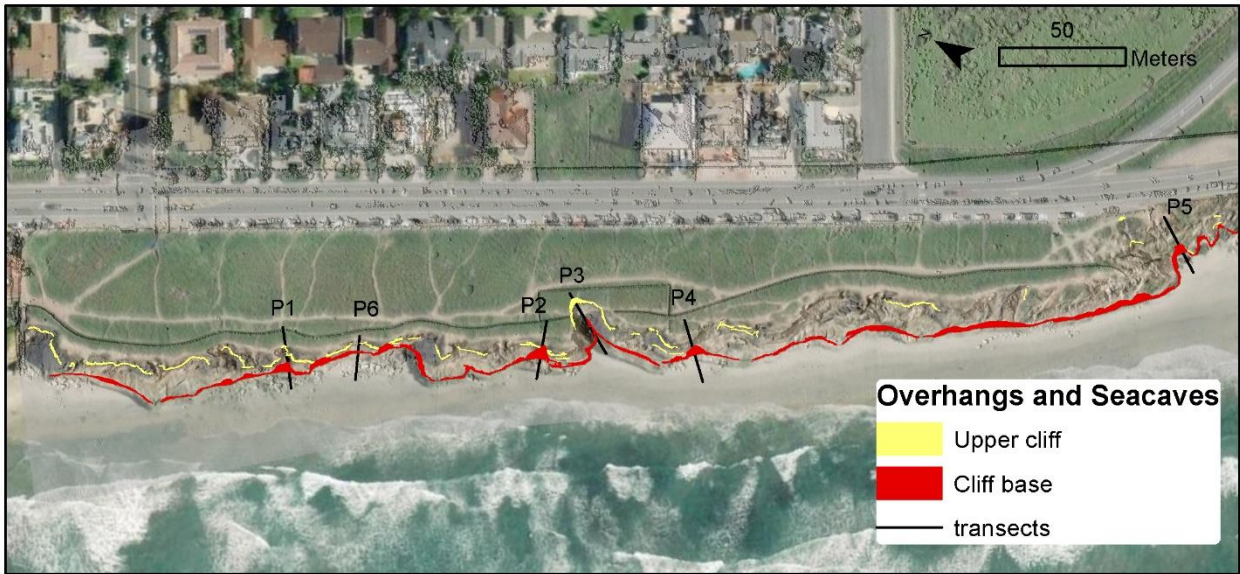 N
50
Meters
P5
P3
P1
P6
P2
P4
Overhangs and Seacaves
Upper cliff
Cliff base
transects